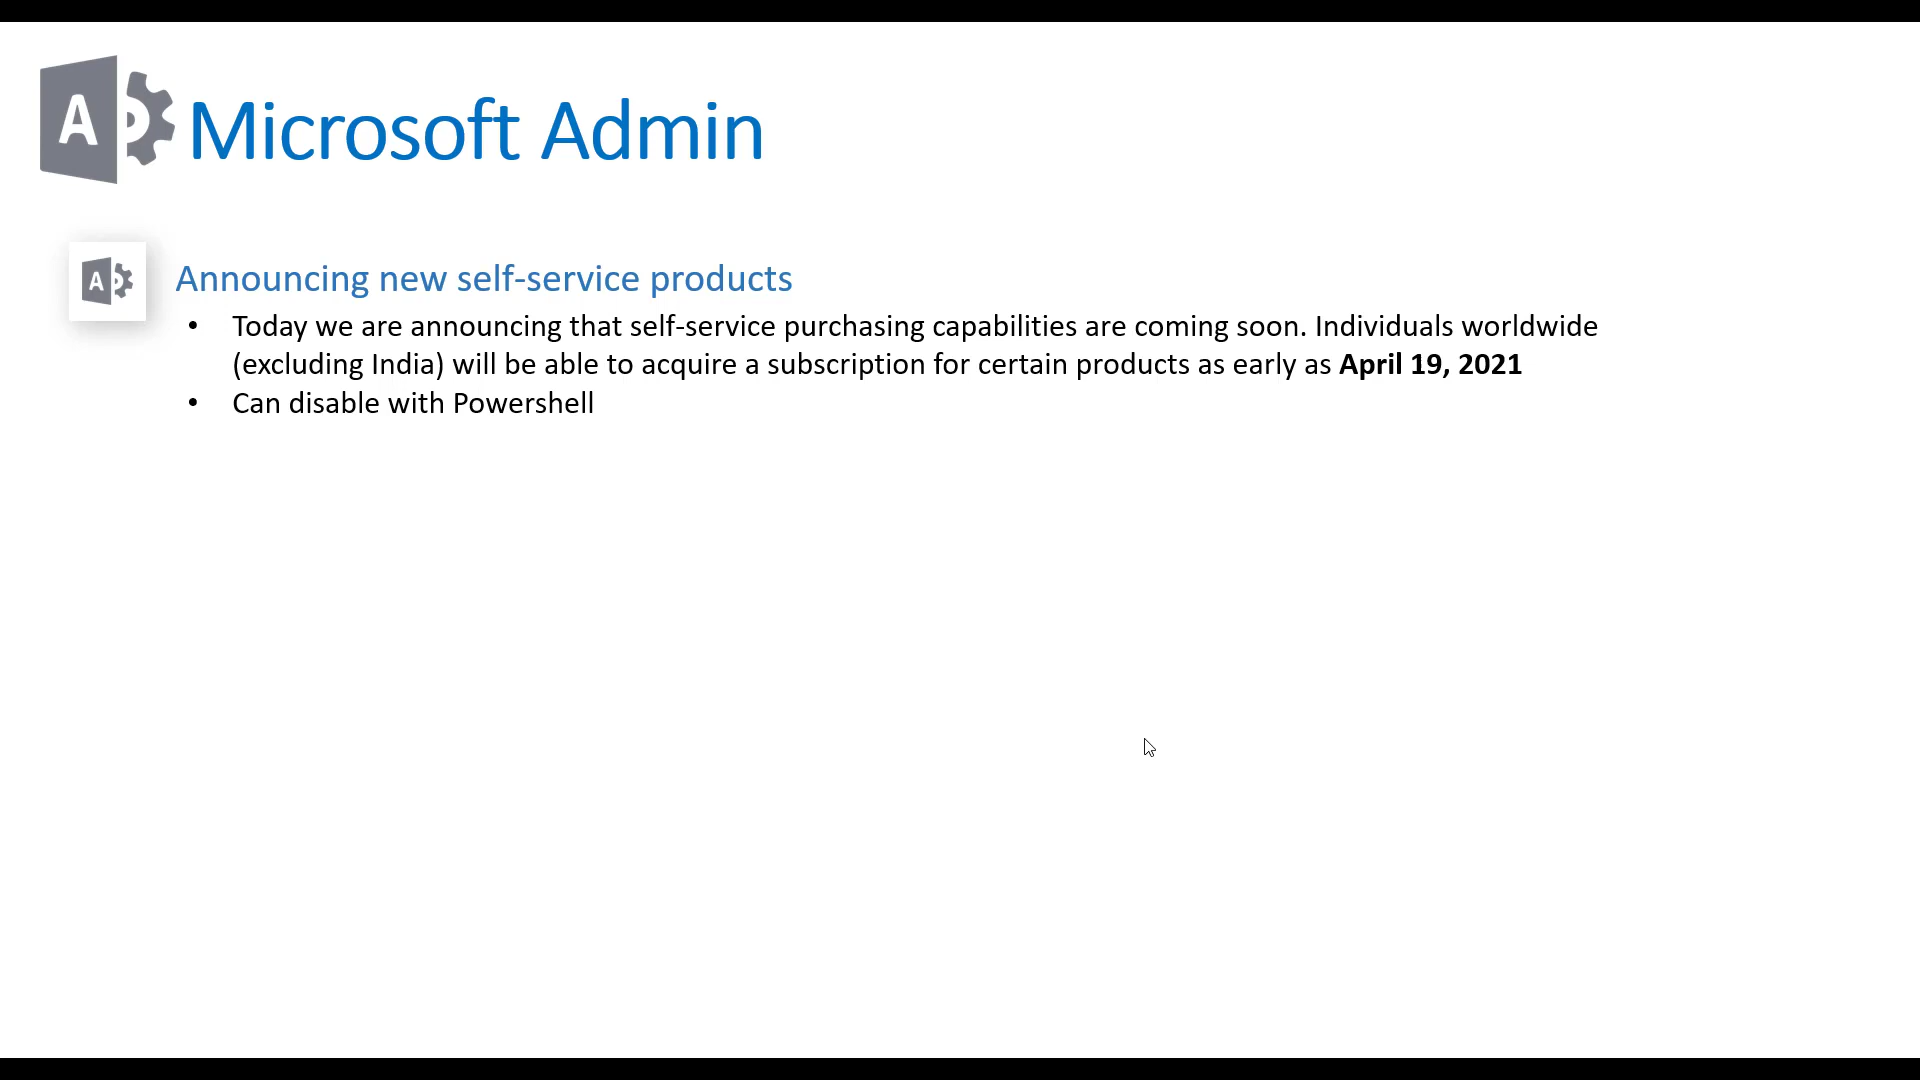 A
Microsoft Admin
A
Announcing new self-service products
• Today we are announcing that self-service purchasing capabilities are coming soon. Individuals worldwide
(excluding India) will be able to acquire a subscription for certain products as early as April 19, 2021
• Can disable with Powershell